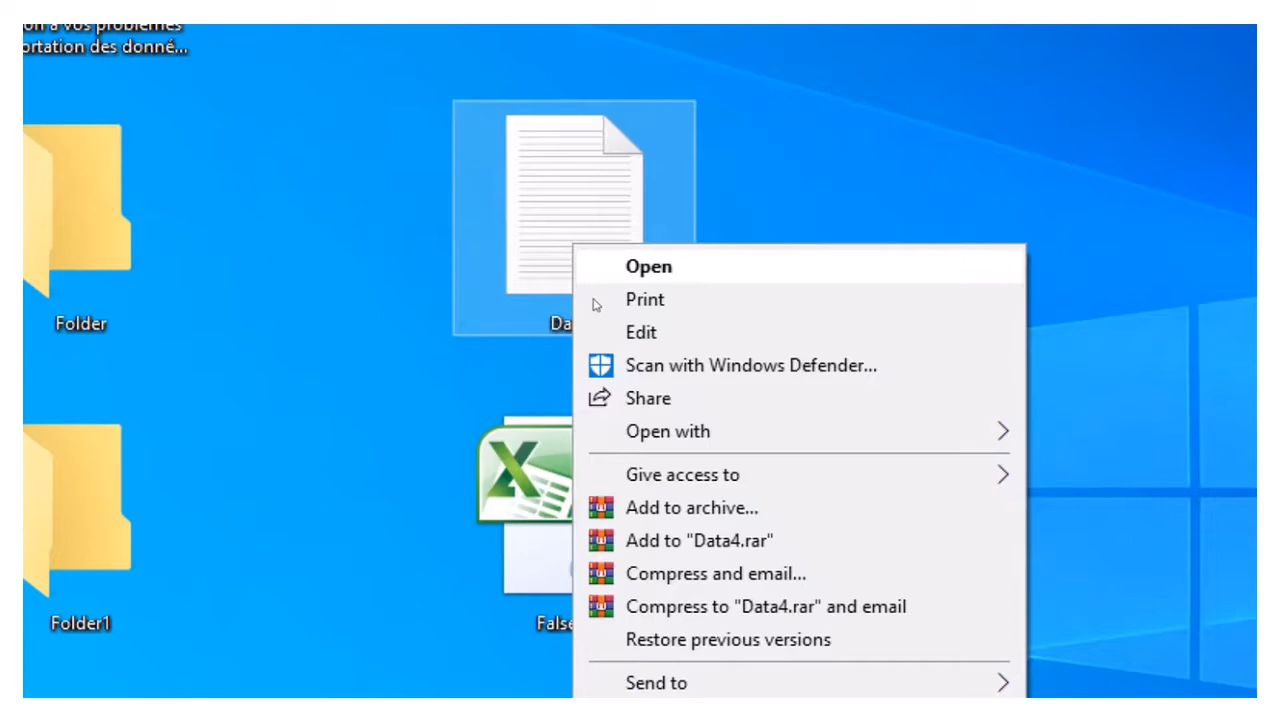 on à vos problèmes
ortation des donné...
Folder
Da
Open
Print
Edit
Scan with Windows Defender...
Share
Open with
Give access to
Add to archive...
Add to "Data4.rar"
Compress and email...
Compress to "Data4.rar" and email
Restore previous versions
Send to
Folder1
False